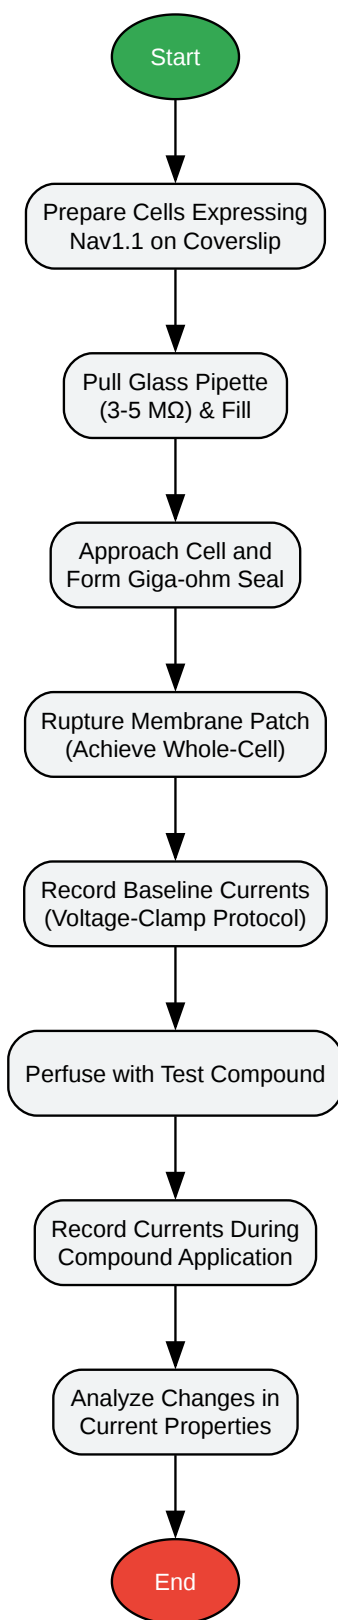 Start
Prepare Cells Expressing
Nav1.1 on Coverslip
Pull Glass Pipette
(3-5 MΩ) & Fill
Approach Cell and
Form Giga-ohm Seal
Rupture Membrane Patch
(Achieve Whole-Cell)
Record Baseline Currents
(Voltage-Clamp Protocol)
Perfuse with Test Compound
Record Currents During
Compound Application
Analyze Changes in
Current Properties
End